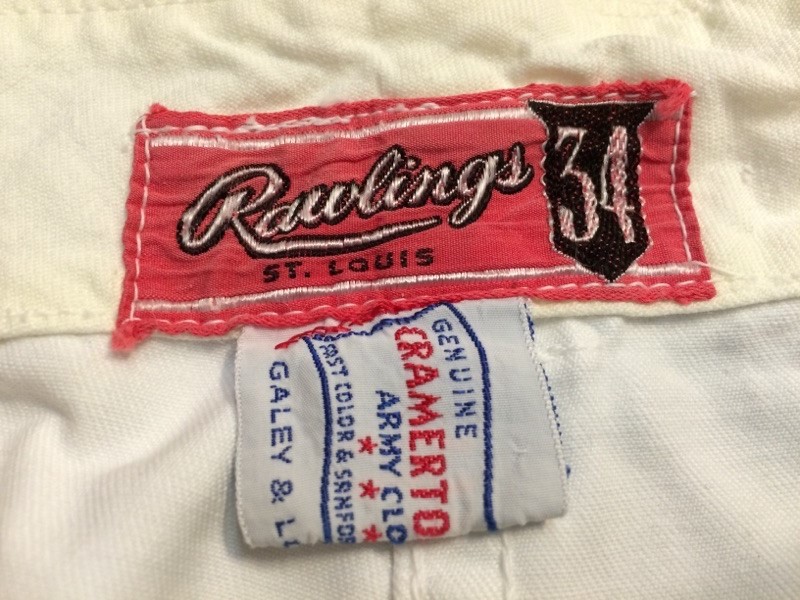 Rawlings
34
ST. LOUIS
GENUINE
CRAMERTO
ARMY CLO
FAST COLOR & SANFOR
GALEY & L